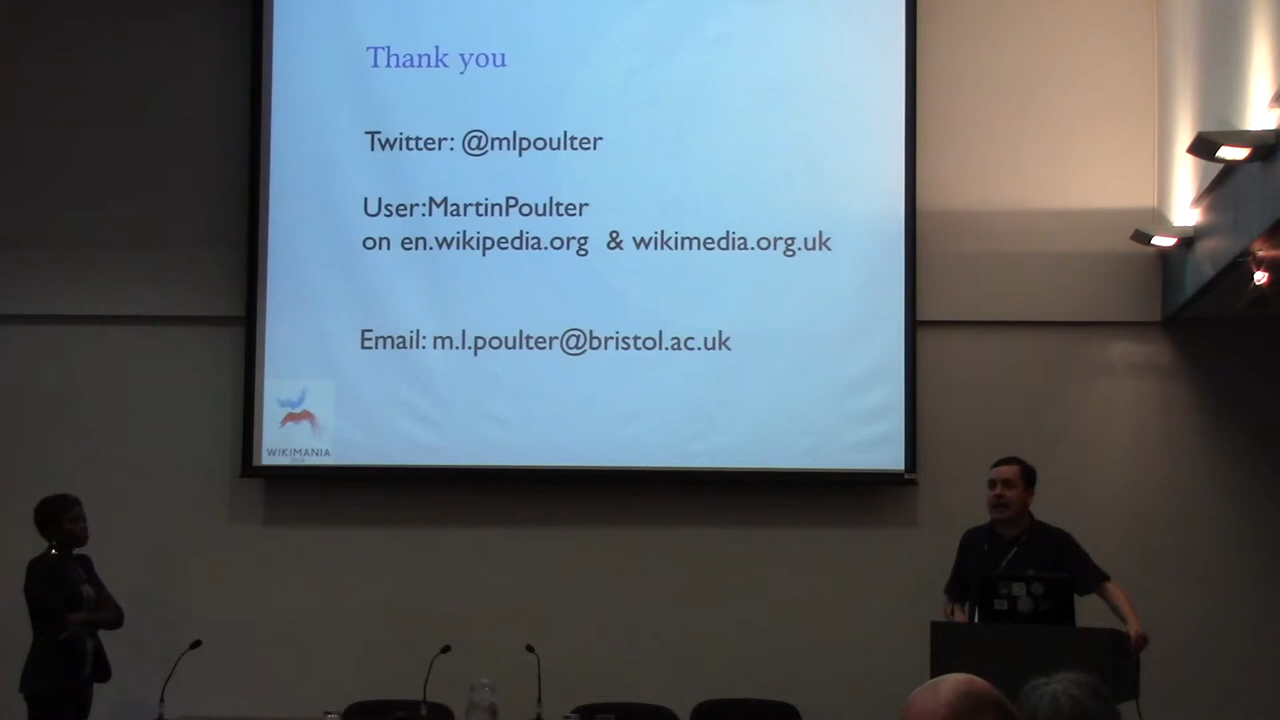 Thank you
Twitter: @mlpoulter
User:MartinPoulter
on en.wikipedia.org & wikimedia.org.uk
Email: m.l.poulter@bristol.ac.uk
WIKIMANIA